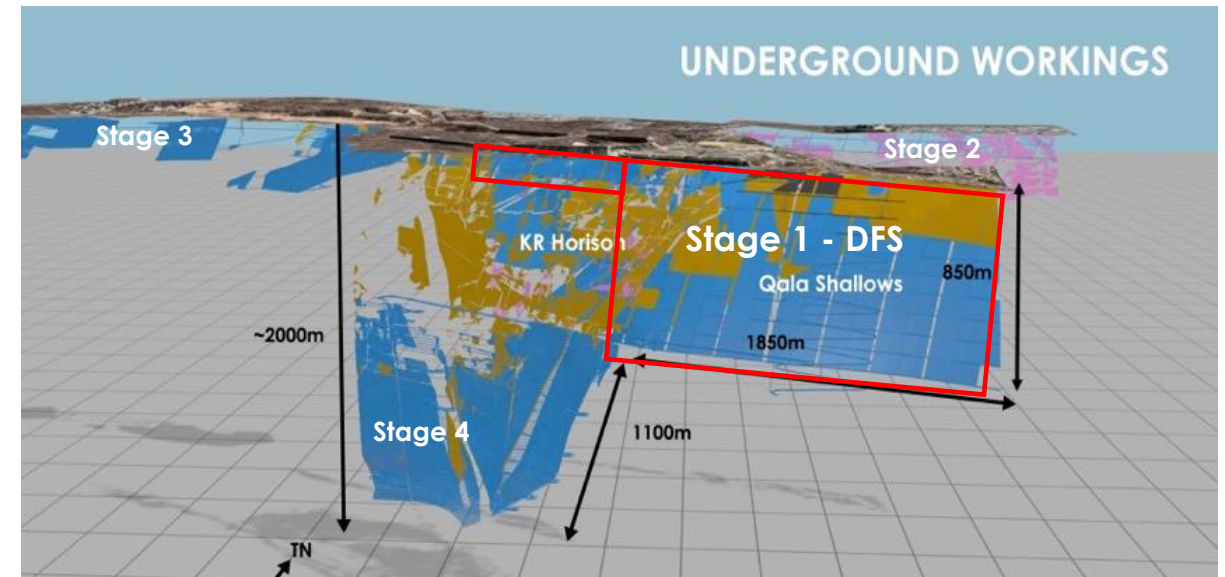 UNDERGROUND WORKINGS
Stage 3
Stage 2
KR Horison
Stage 1 - DFS
Qala Shallows
850m
~2000m
1850m
Stage 4
1100m
TN